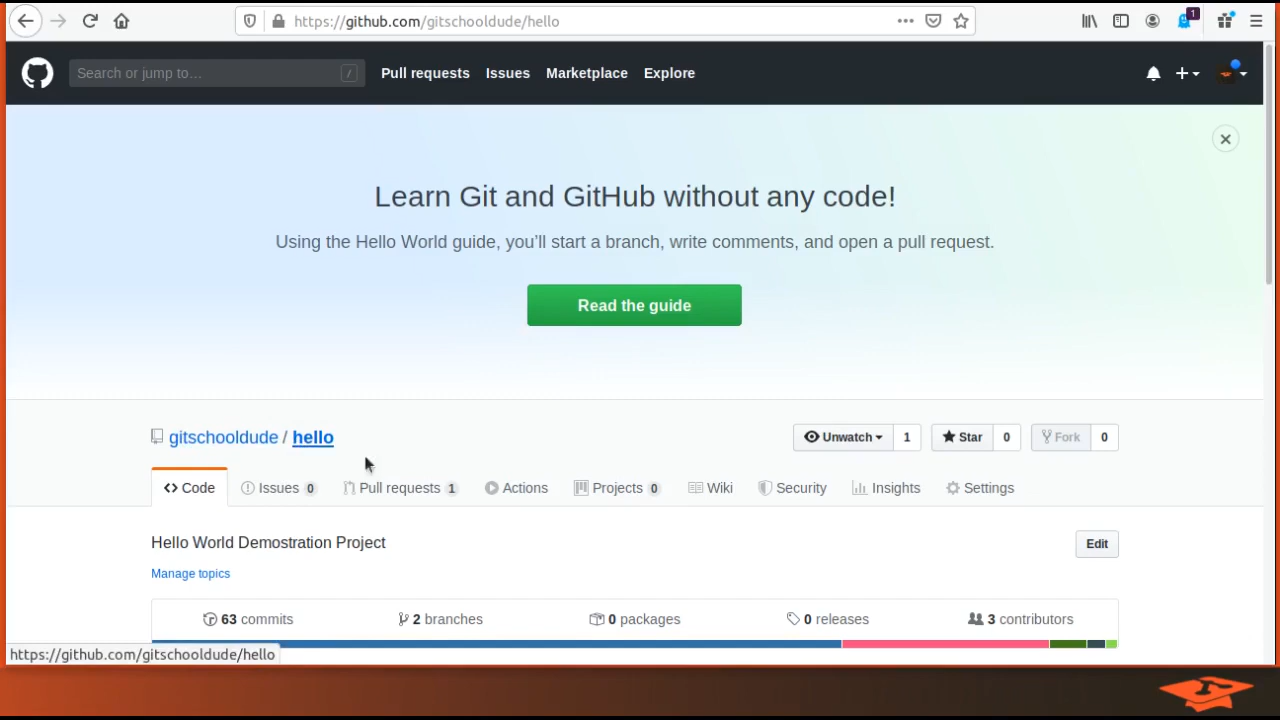 https://github.com/gitschooldude/hello
1
Search or jump to… /
Pull requests Issues Marketplace Explore
Learn Git and GitHub without any code!
Using the Hello World guide, you'll start a branch, write comments, and open a pull request.
Read the guide
gitschooldude / hello
Unwatch 1 Star 0 Fork 0
Code Issues 0 Pull requests 1 Actions Projects 0 Wiki Security Insights Settings
Hello World Demostration Project
Edit
Manage topics
63 commits 2 branches 0 packages 0 releases 3 contributors
https://github.com/gitschooldude/hello